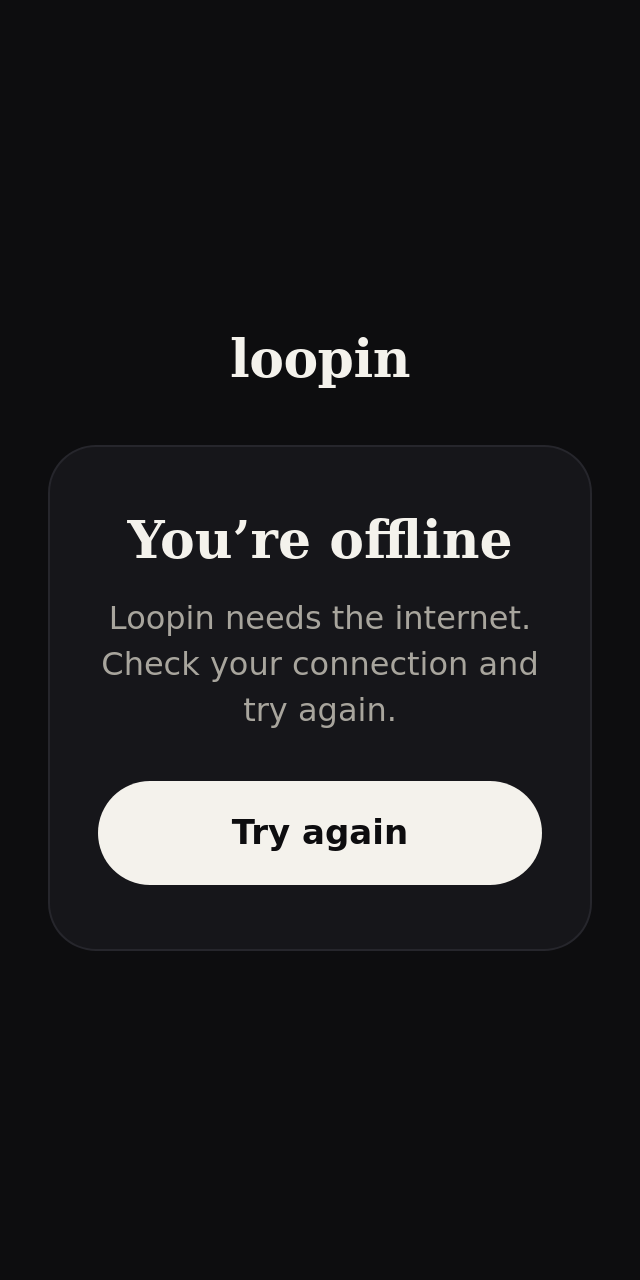 loopin
You’re offline
Loopin needs the internet.
Check your connection and
try again.
Try again